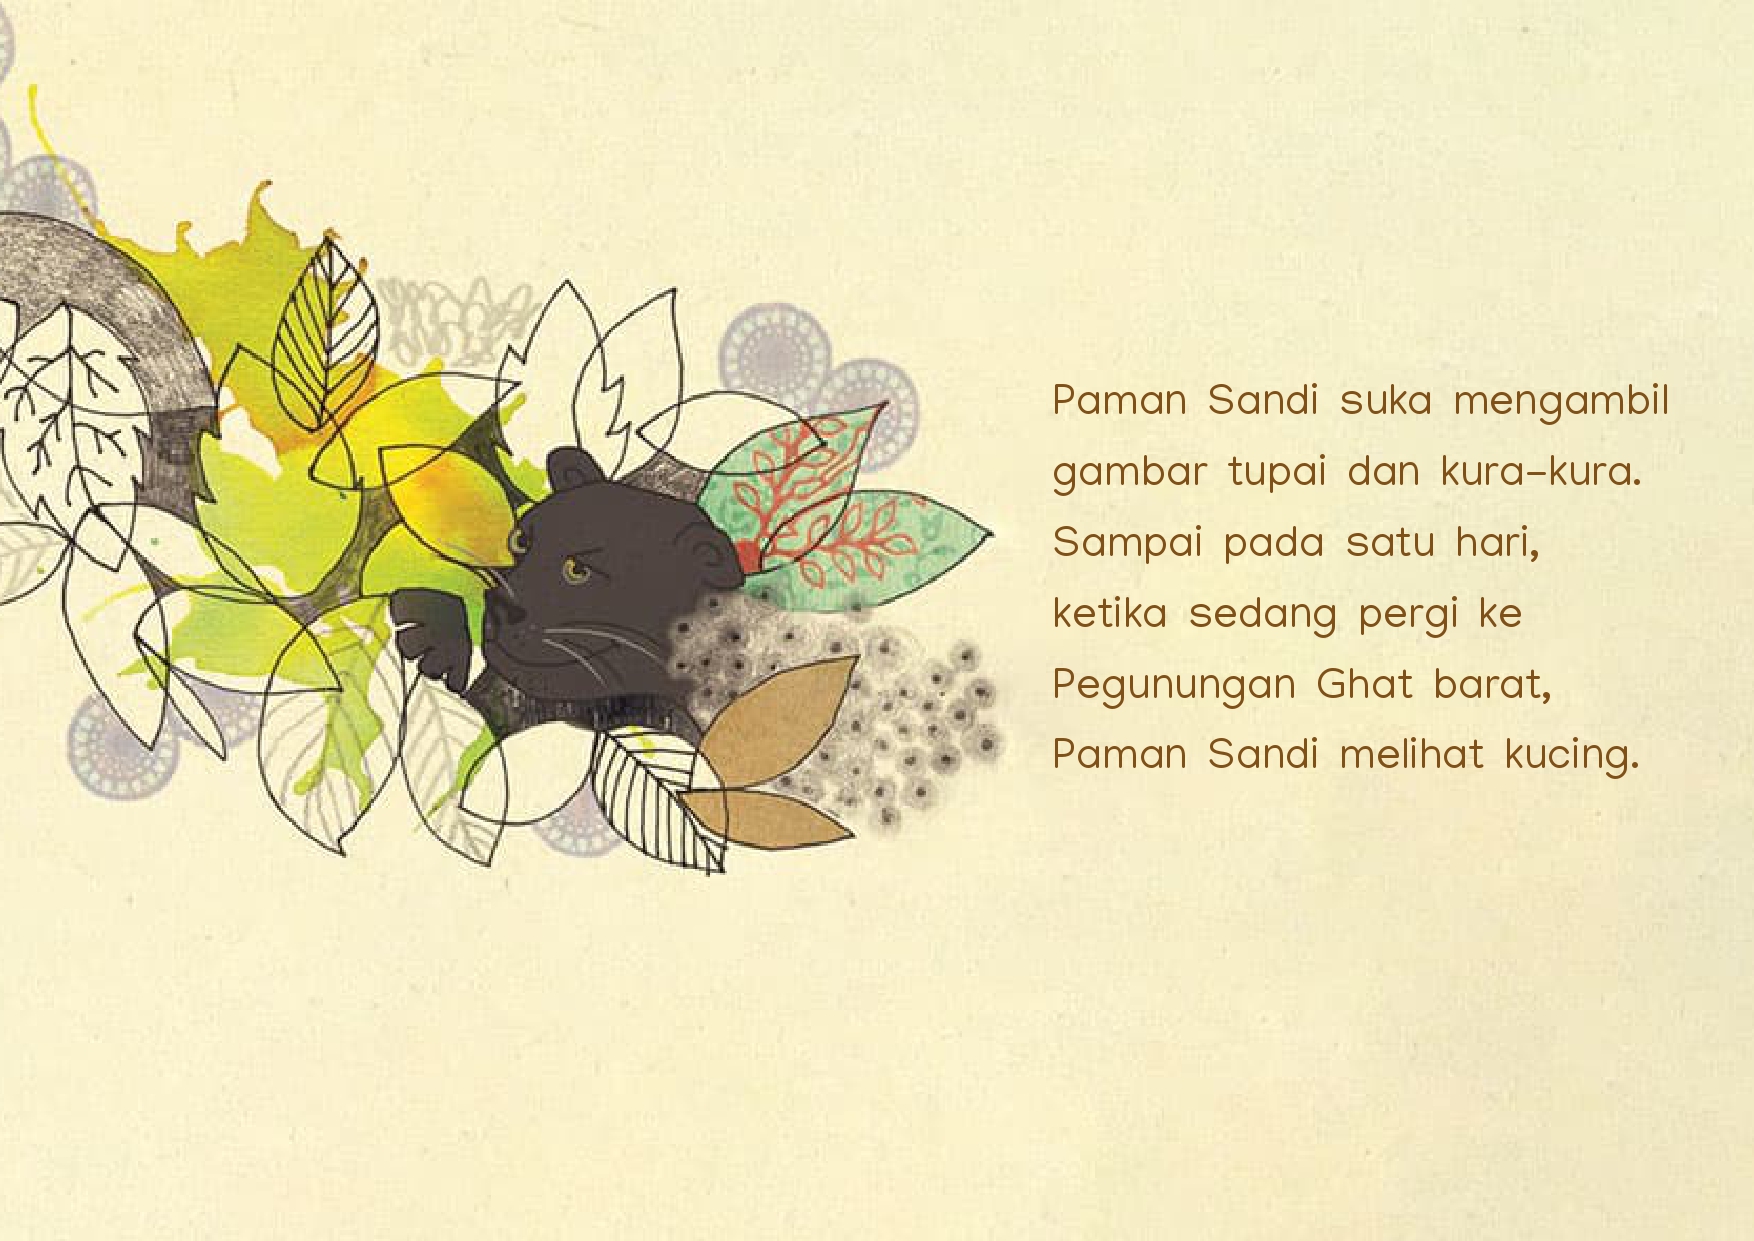 Paman Sandi suka mengambil
gambar tupai dan kura-kura.
Sampai pada satu hari,
ketika sedang pergi ke
Pegunungan Ghat barat,
Paman Sandi melihat kucing.